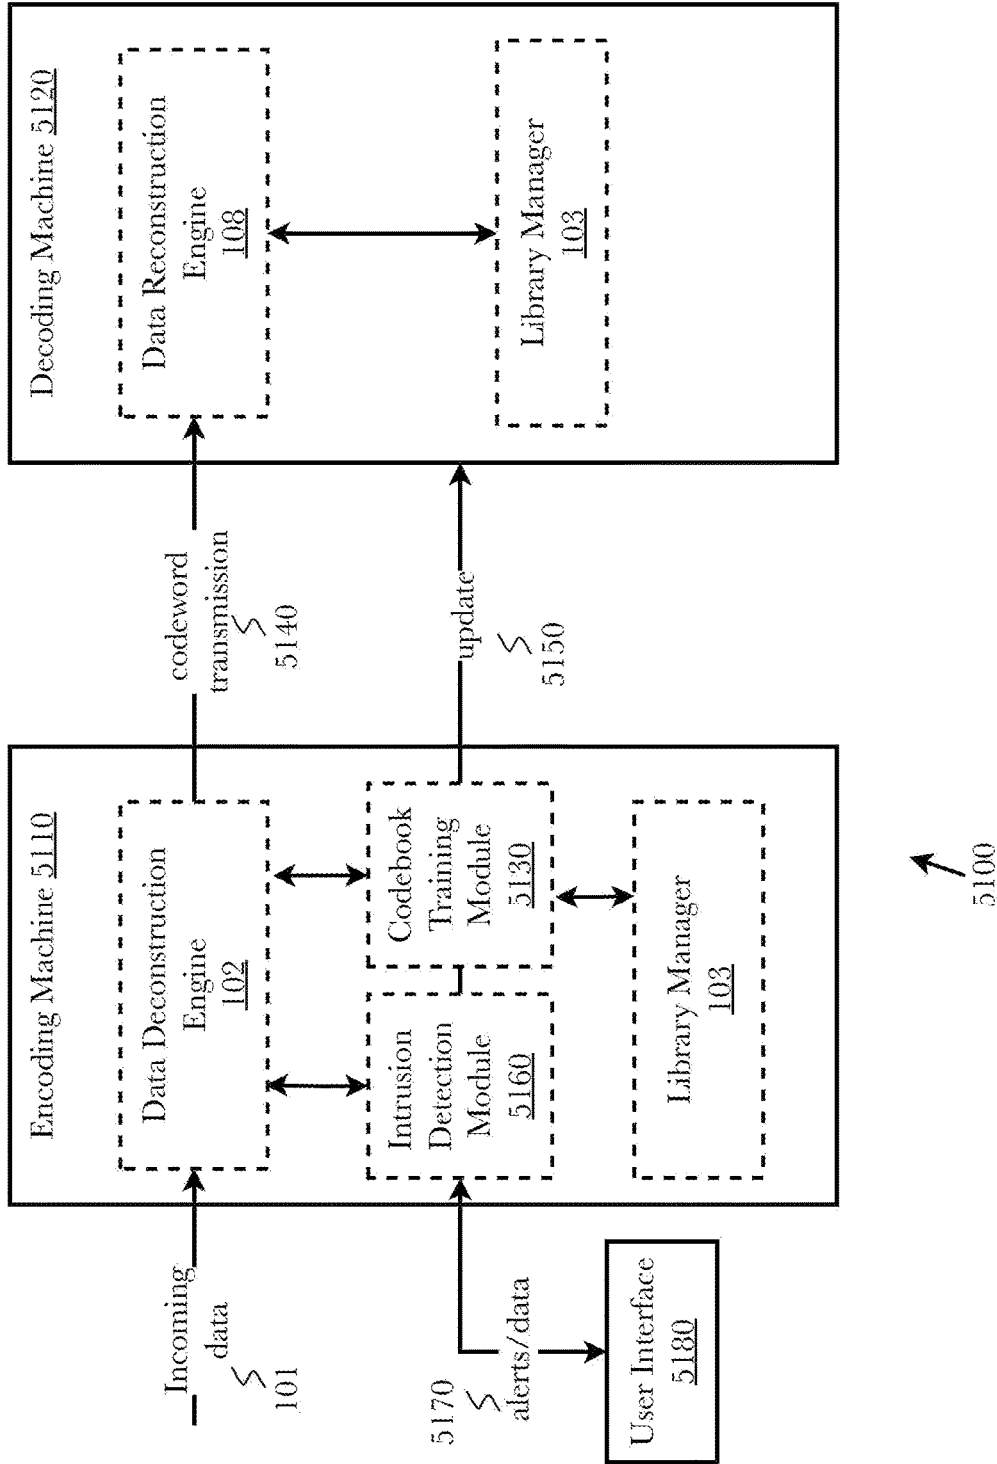 Encoding Machine 5110
Decoding Machine 5120
Incoming
data
101
Data Deconstruction
Engine
102
codeword
transmission
5140
Data Reconstruction
Engine
108
5170
alerts/data
Intrusion
Detection
Module
5160
Codebook
Training
Module
5130
update
5150
Library Manager
103
Library Manager
103
User Interface
5180
5100